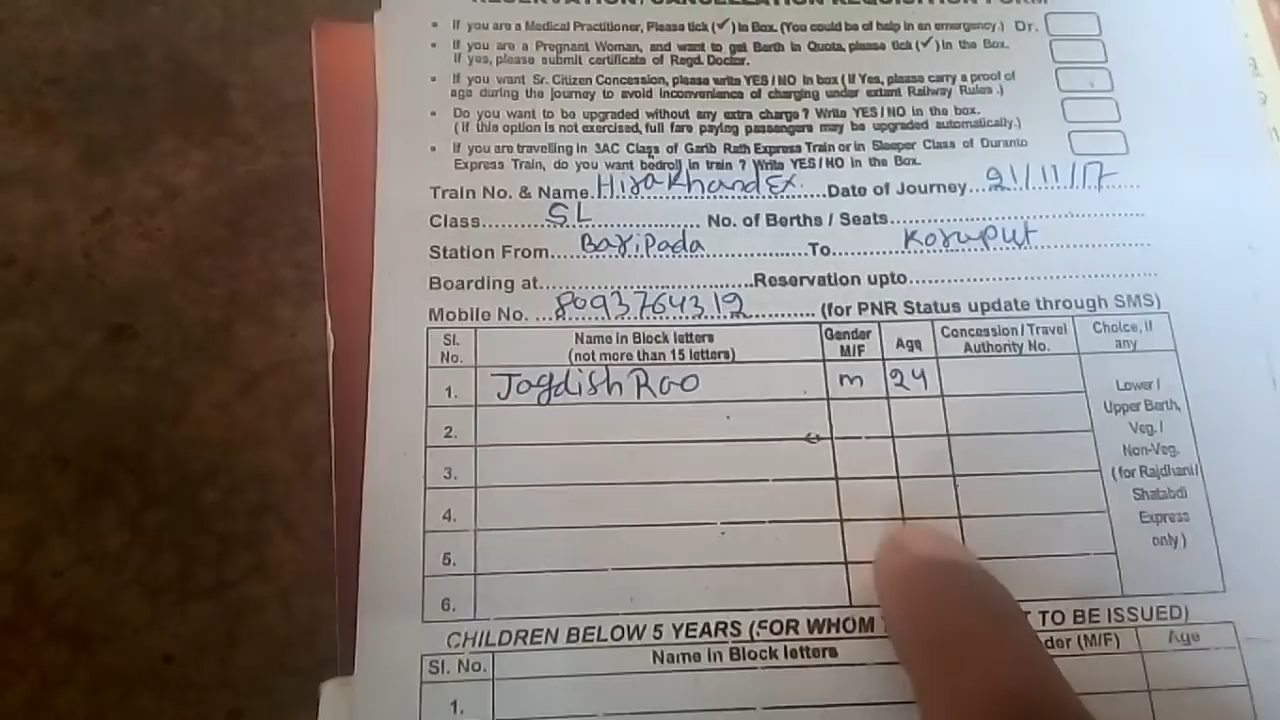 RESERVATION/CANCELLATION REQUISITION FORM
• If you are a Medical Practitioner, Please tick (✓) in Box. (You could be of help in an emergency.) Dr.
• If you are a Pregnant Woman, and want to get Berth in Quota, please tick (✓) in the Box.
If yes, please submit certificate of Regd. Doctor.
• If you want Sr. Citizen Concession, please write YES / NO in box (If Yes, please carry a proof of
age during the journey to avoid inconvenience of charging under extant Railway Rules.)
• Do you want to be upgraded without any extra charge ? Write YES / NO in the box.
(If this option is not exercised, full fare paying passengers may be upgraded automatically.)
• If you are travelling in 3AC Class of Garib Rath Express Train or in Sleeper Class of Duranto
Express Train, do you want bedroll in train ? Write YES / NO in the Box.
Train No. & Name Hirakhand Ex. Date of Journey 21/11/17
Class SL No. of Berths / Seats
Station From Baripada To Koraput
Boarding at Reservation upto
Mobile No. 8093764312 (for PNR Status update through SMS)
Sl. No. Name in Block letters (not more than 15 letters) Gender M/F Age Concession / Travel Authority No. Choice, if any
1. Jagdish Rao m 24
2.
3.
4.
5.
6.
Lower /
Upper Berth,
Veg. /
Non-Veg.
(for Rajdhani/
Shatabdi
Express
only)
CHILDREN BELOW 5 YEARS (FOR WHOM TO BE ISSUED)
Sl. No. Name in Block letters der (M/F) Age
1.